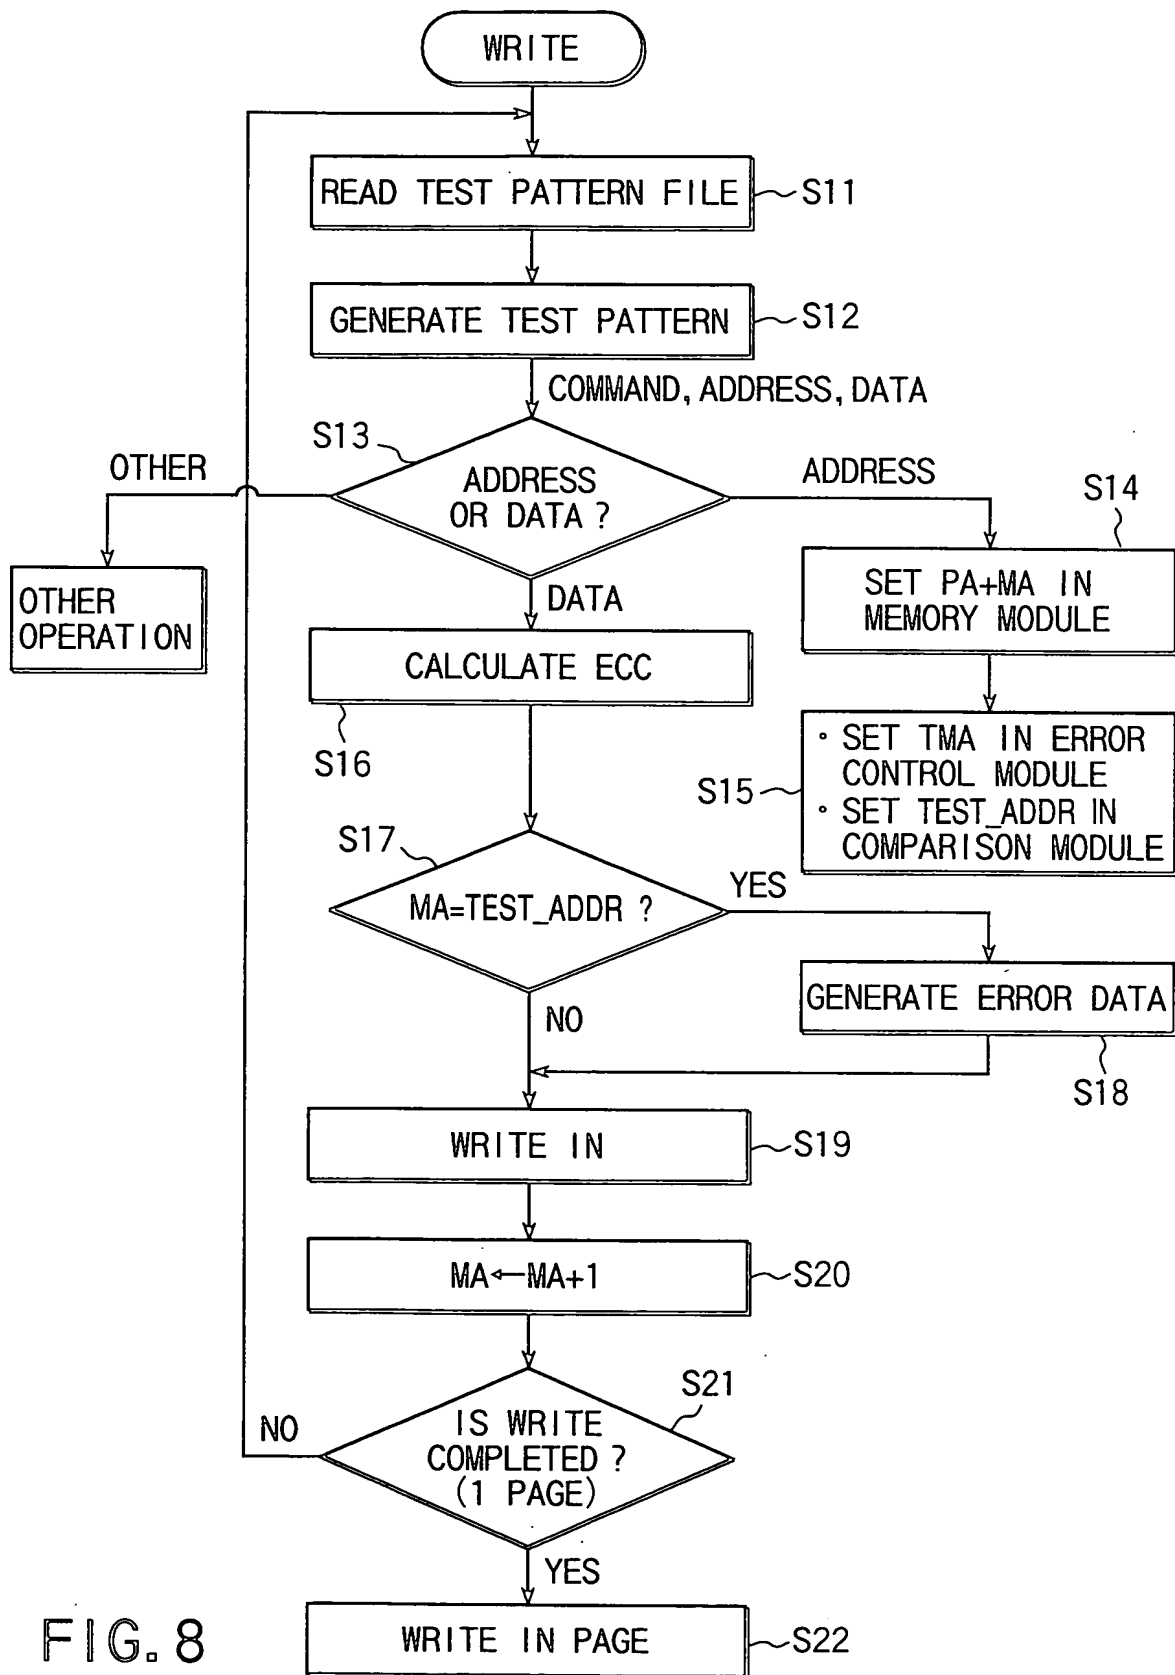 WRITE
READ TEST PATTERN FILE
S11
GENERATE TEST PATTERN
S12
COMMAND, ADDRESS, DATA
S13
OTHER
ADDRESS
OR DATA ?
ADDRESS
S14
OTHER
OPERATION
DATA
SET PA+MA IN
MEMORY MODULE
CALCULATE ECC
S16
S15
• SET TMA IN ERROR
CONTROL MODULE
• SET TEST_ADDR IN
COMPARISON MODULE
S17
MA=TEST_ADDR ?
YES
NO
GENERATE ERROR DATA
S18
WRITE IN
S19
MA←MA+1
S20
S21
NO
IS WRITE
COMPLETED ?
(1 PAGE)
YES
WRITE IN PAGE
S22
FIG. 8